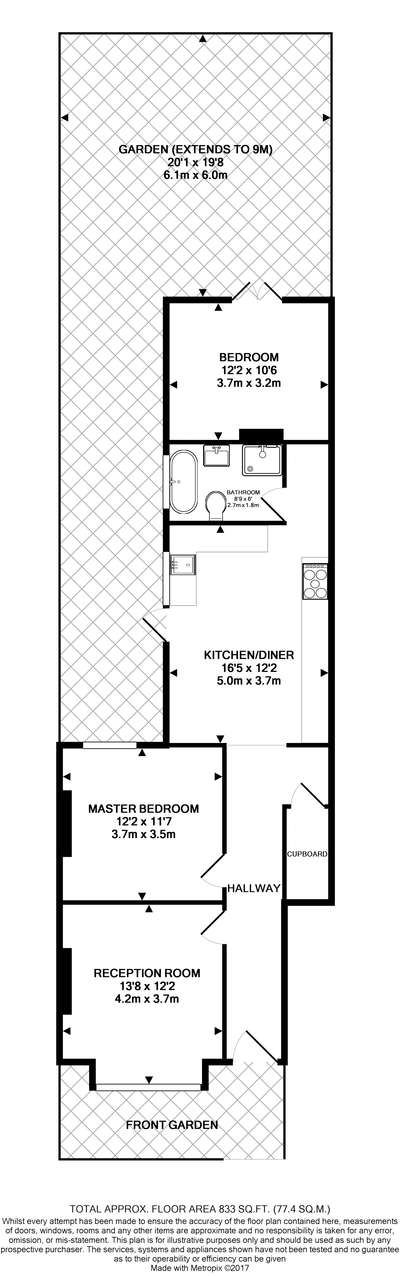 GARDEN (EXTENDS TO 9M)
20'1 x 19'8
6.1m x 6.0m
BEDROOM
12'2 x 10'6
3.7m x 3.2m
BATHROOM
8'9 x 6'
2.7m x 1.8m
KITCHEN/DINER
16'5 x 12'2
5.0m x 3.7m
MASTER BEDROOM
12'2 x 11'7
3.7m x 3.5m
CUPBOARD
HALLWAY
RECEPTION ROOM
13'8 x 12'2
4.2m x 3.7m
FRONT GARDEN
TOTAL APPROX. FLOOR AREA 833 SQ.FT. (77.4 SQ.M.)
Whilst every attempt has been made to ensure the accuracy of the floor plan contained here, measurements
of doors, windows, rooms and any other items are approximate and no responsibility is taken for any error,
omission, or mis-statement. This plan is for illustrative purposes only and should be used as such by any
prospective purchaser. The services, systems and appliances shown have not been tested and no guarantee
as to their operability or efficiency can be given
Made with Metropix ©2017